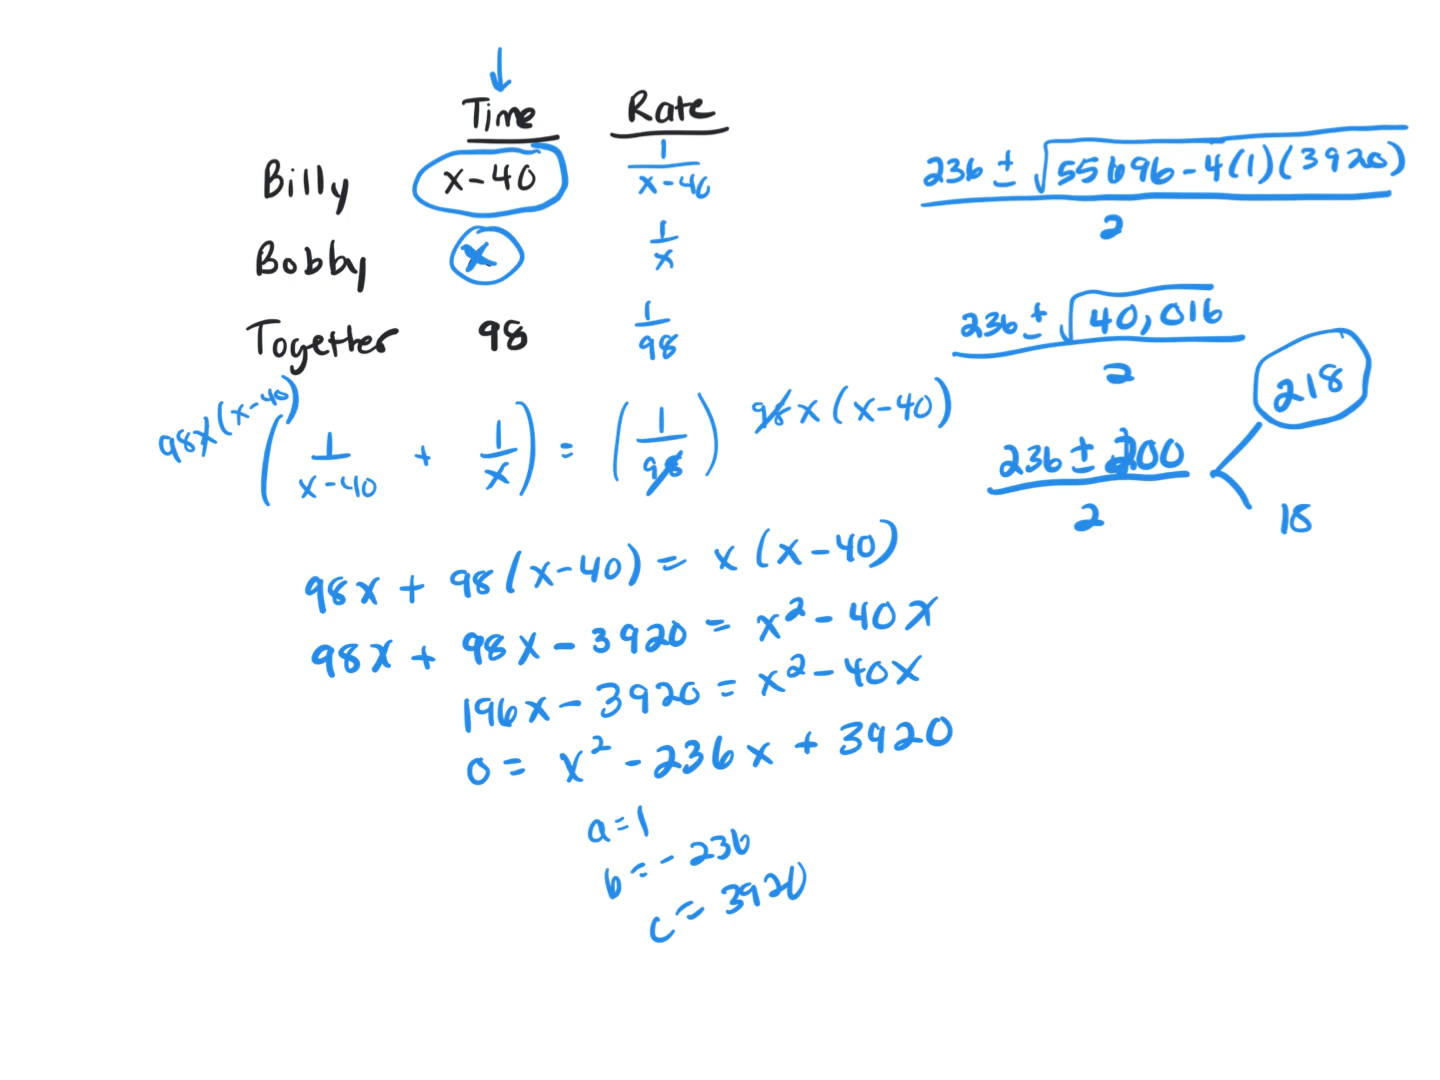 Time Rate
Billy x-40 1/(x-40)
Bobby x 1/x
Together 98 1/98
98x(x-40) (1/(x-40) + 1/x) = (1/98) 98x(x-40)
98x + 98(x-40) = x(x-40)
98x + 98x - 3920 = x² - 40x
196x - 3920 = x² - 40x
0 = x² - 236x + 3920
a=1
b=-236
c=3920
(236 ± √(55696-4(1)(3920)))/2
(236 ± √40,016)/2
(236 ± 200)/2
218
18